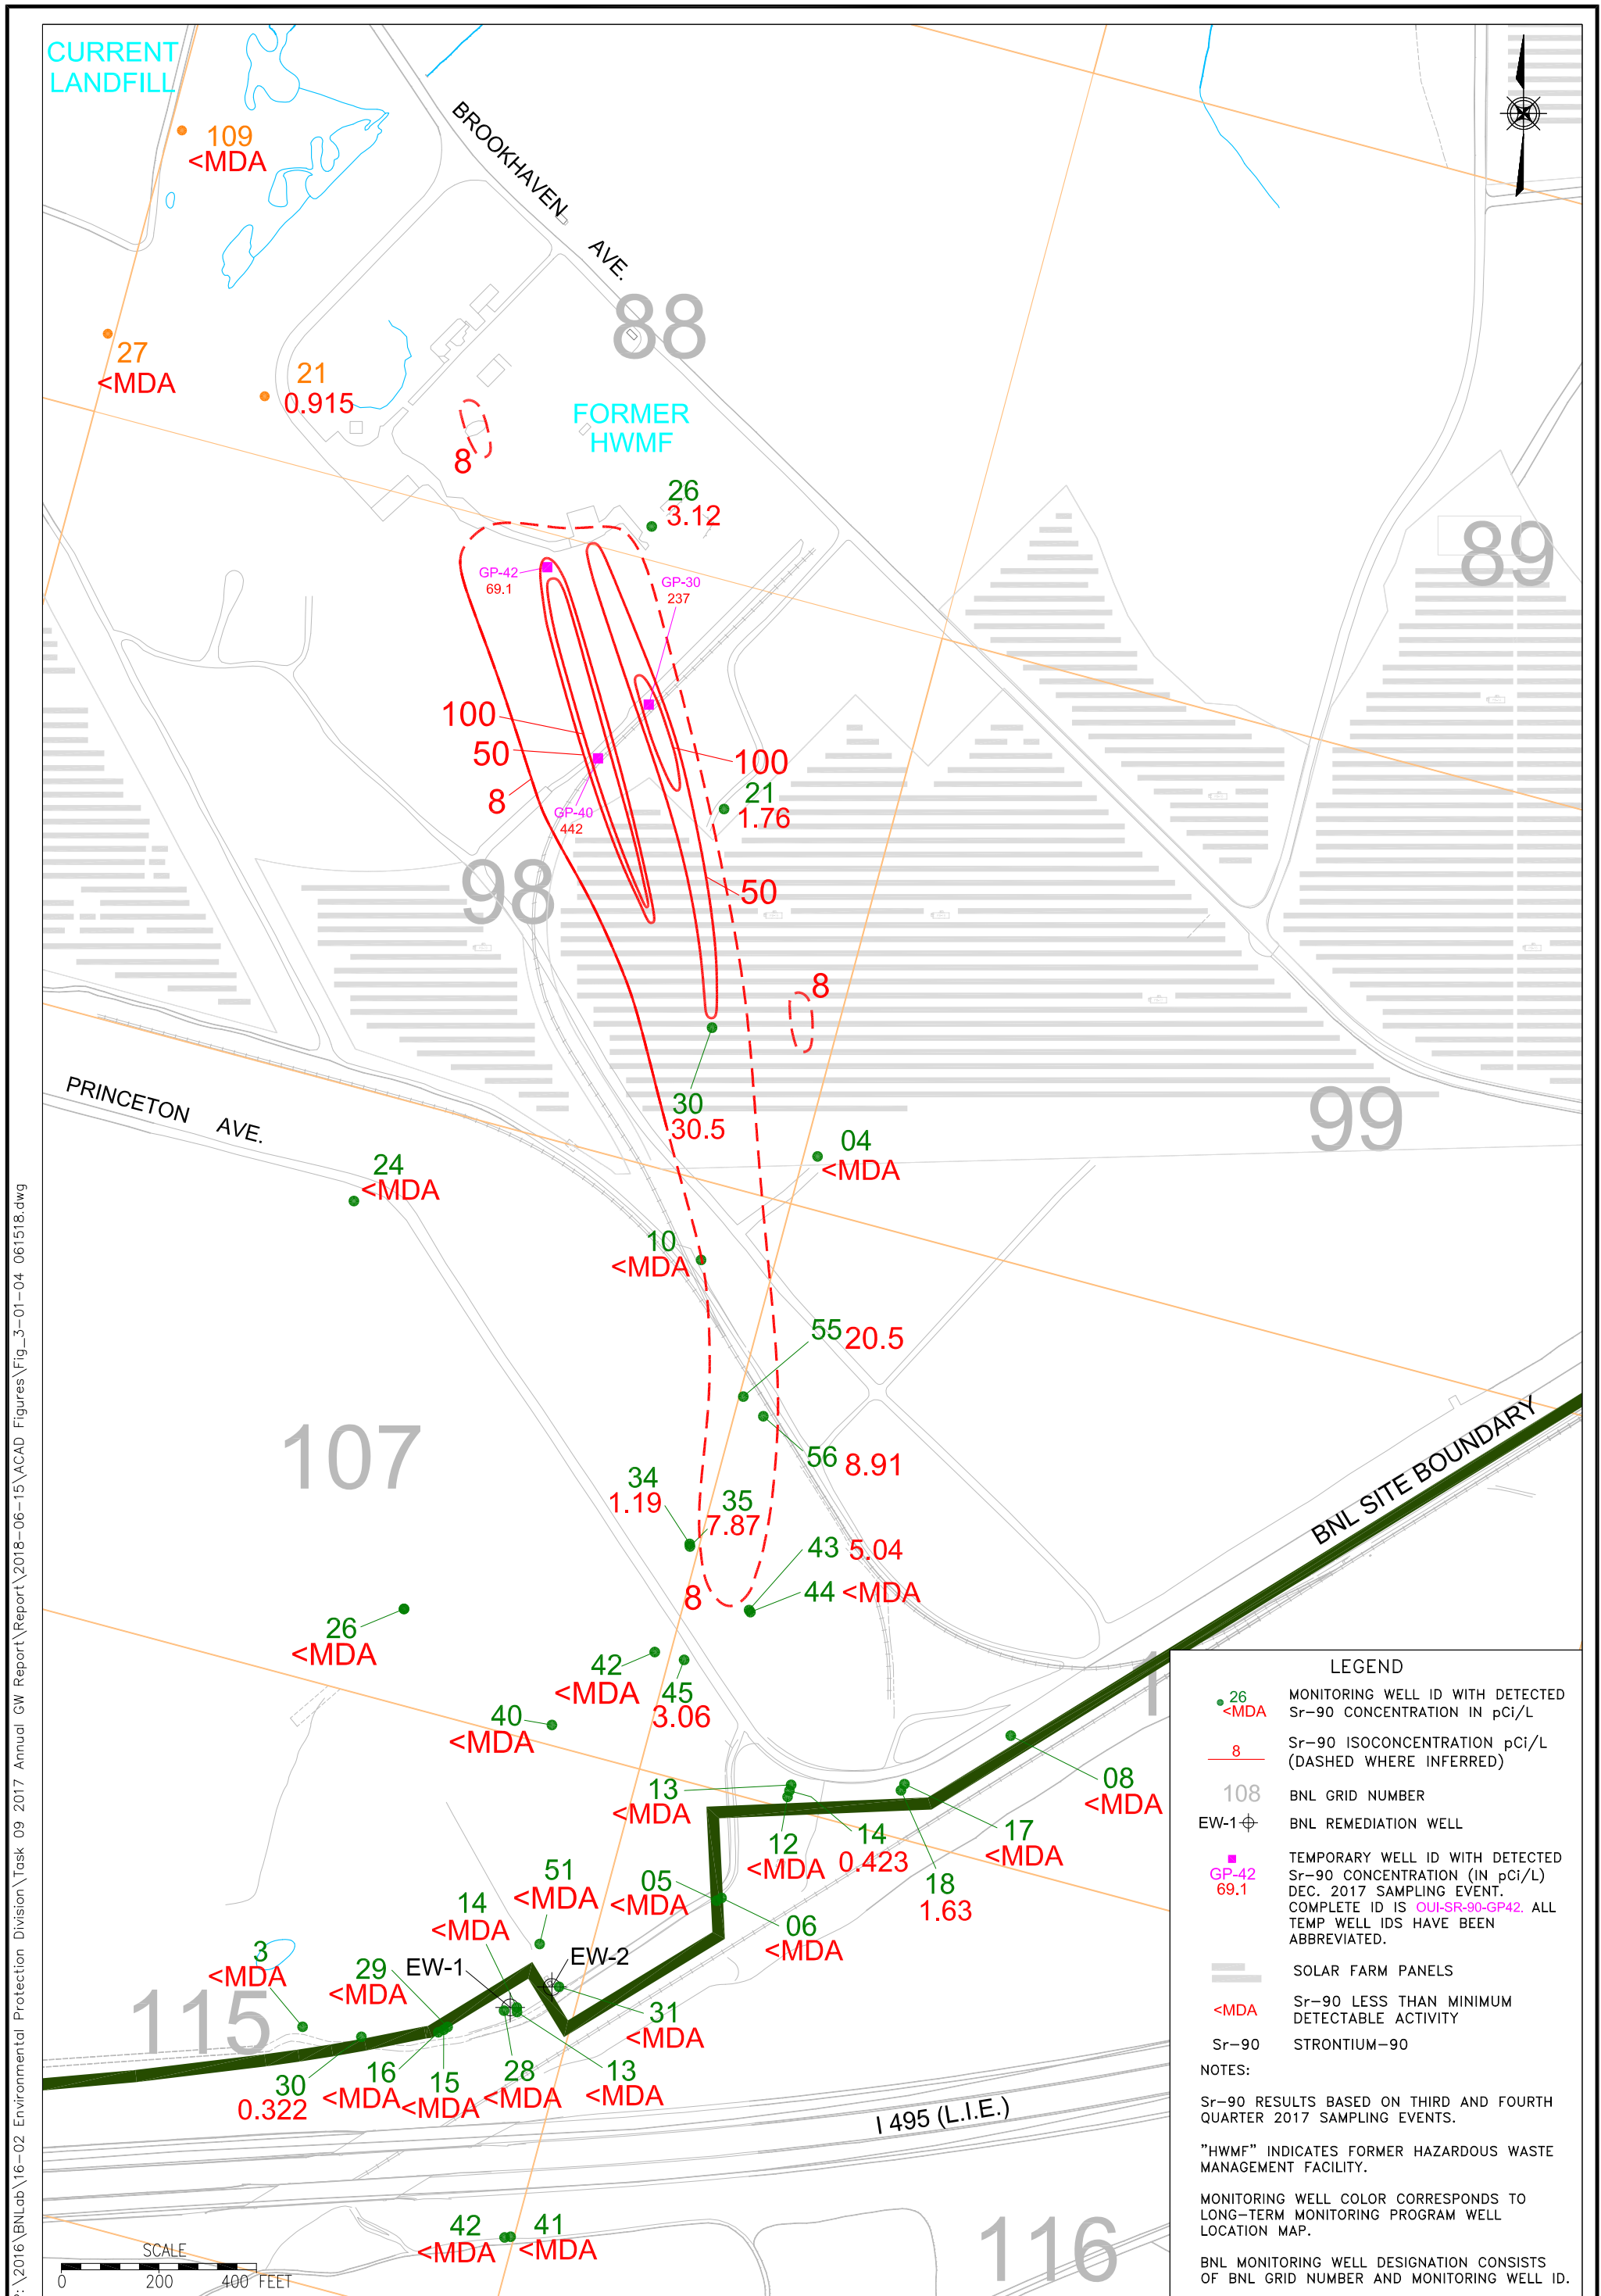 CURRENT
LANDFILL
109
<MDA
BROOKHAVEN AVE.
88
27
<MDA
21
0.915
8
FORMER
HWMF
26
3.12
89
GP-42
69.1
GP-30
237
100
50
8
GP-40
442
100
21
1.76
50
98
8
30
30.5
99
PRINCETON AVE.
04
<MDA
24
<MDA
10
<MDA
55 20.5
56 8.91
107
34
1.19
35
7.87
43 5.04
44 <MDA
8
BNL SITE BOUNDARY
26
<MDA
42
<MDA
45
3.06
40
<MDA
13
<MDA
08
<MDA
12
<MDA
14
0.423
17
<MDA
18
1.63
51
<MDA
05
<MDA
06
<MDA
14
<MDA
EW-1
EW-2
3
<MDA
29
<MDA
31
<MDA
115
30
0.322
16
<MDA
15
<MDA
28
<MDA
13
<MDA
I 495 (L.I.E.)
42
<MDA
41
<MDA
116
SCALE
0 200 400 FEET
1
LEGEND
26
<MDA
MONITORING WELL ID WITH DETECTED
Sr-90 CONCENTRATION IN pCi/L
8
Sr-90 ISOCONCENTRATION pCi/L
(DASHED WHERE INFERRED)
108 BNL GRID NUMBER
EW-1 BNL REMEDIATION WELL
GP-42
69.1
TEMPORARY WELL ID WITH DETECTED
Sr-90 CONCENTRATION (IN pCi/L)
DEC. 2017 SAMPLING EVENT.
COMPLETE ID IS OUI-SR-90-GP42. ALL
TEMP WELL IDS HAVE BEEN
ABBREVIATED.
SOLAR FARM PANELS
<MDA
Sr-90 LESS THAN MINIMUM
DETECTABLE ACTIVITY
Sr-90 STRONTIUM-90
NOTES:
Sr-90 RESULTS BASED ON THIRD AND FOURTH
QUARTER 2017 SAMPLING EVENTS.
"HWMF" INDICATES FORMER HAZARDOUS WASTE
MANAGEMENT FACILITY.
MONITORING WELL COLOR CORRESPONDS TO
LONG-TERM MONITORING PROGRAM WELL
LOCATION MAP.
BNL MONITORING WELL DESIGNATION CONSISTS
OF BNL GRID NUMBER AND MONITORING WELL ID.
:\2016\BNLab\16-02 Environmental Protection Division\Task 09 2017 Annual GW Report\Report\2018-06-15\ACAD Figures\Fig_3-01-04 061518.dwg